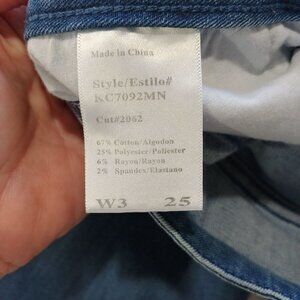 Made in China
Style/Estilo#
KC7092MN
Cut#2062
67% Cotton/Algodon
25% Polyester/Poliester
6% Rayon/Rayon
2% Spandex/Elastano
W3 25